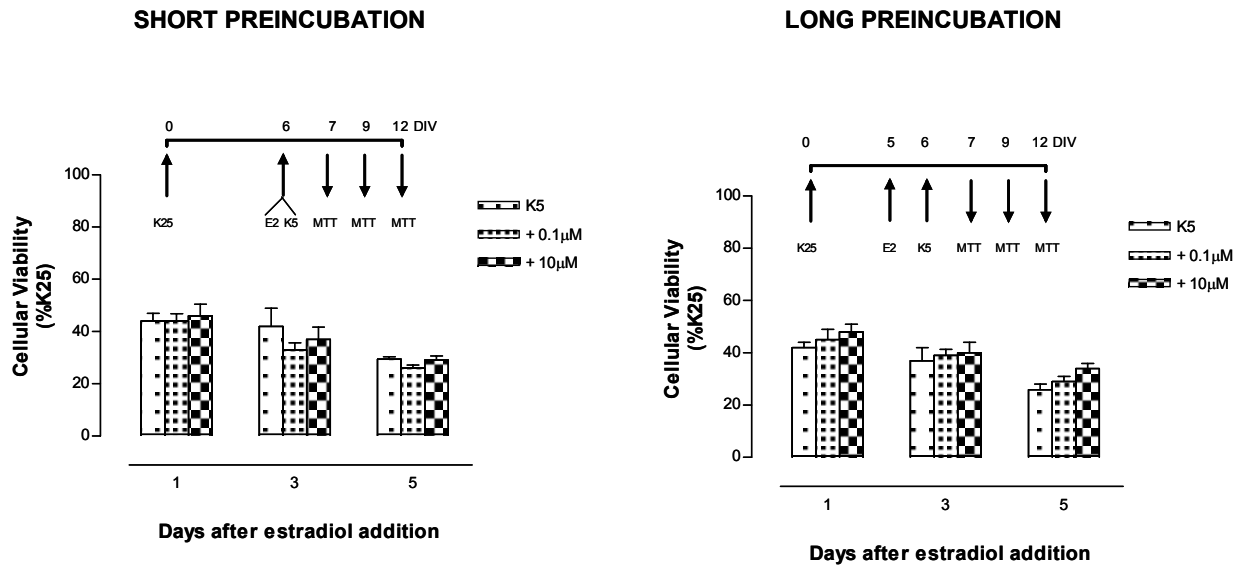 SHORT PREINCUBATION
0 6 7 9 12 DIV
K25 E2 K5 MTT MTT MTT
100
80
60
40
20
0
Cellular Viability
(%K25)
K5
+ 0.1μM
+ 10μM
1 3 5
Days after estradiol addition
LONG PREINCUBATION
0 5 6 7 9 12 DIV
K25 E2 K5 MTT MTT MTT
100
80
60
40
20
0
Cellular Viability
(%K25)
K5
+ 0.1μM
+ 10μM
1 3 5
Days after estradiol addition